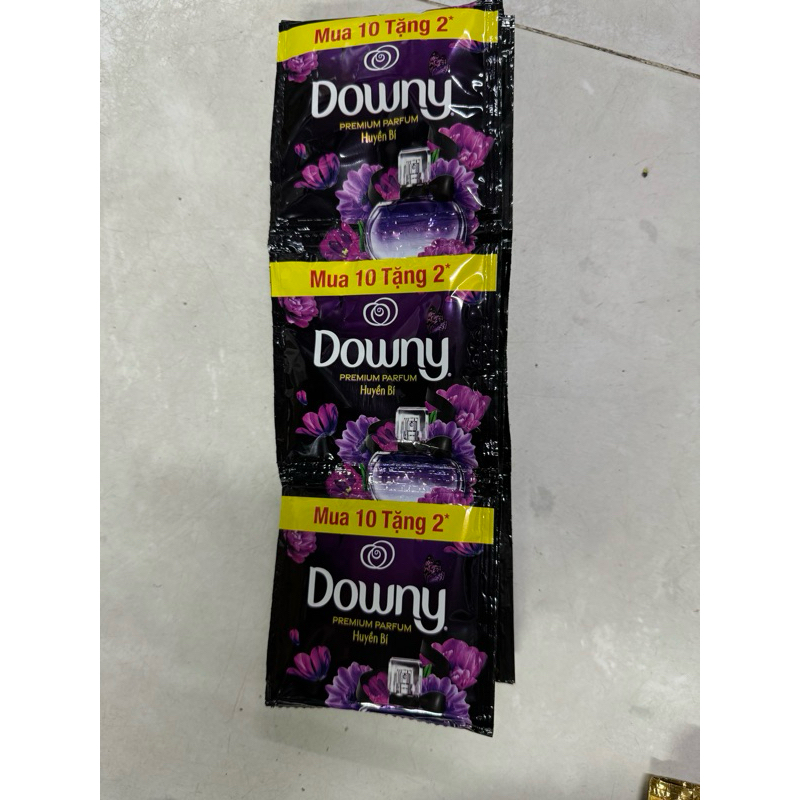 Mua 10 Tặng 2*
Downy
PREMIUM PARFUM
Huyền Bí
Mua 10 Tặng 2*
Downy
PREMIUM PARFUM
Huyền Bí
Mua 10 Tặng 2*
Downy
PREMIUM PARFUM
Huyền Bí